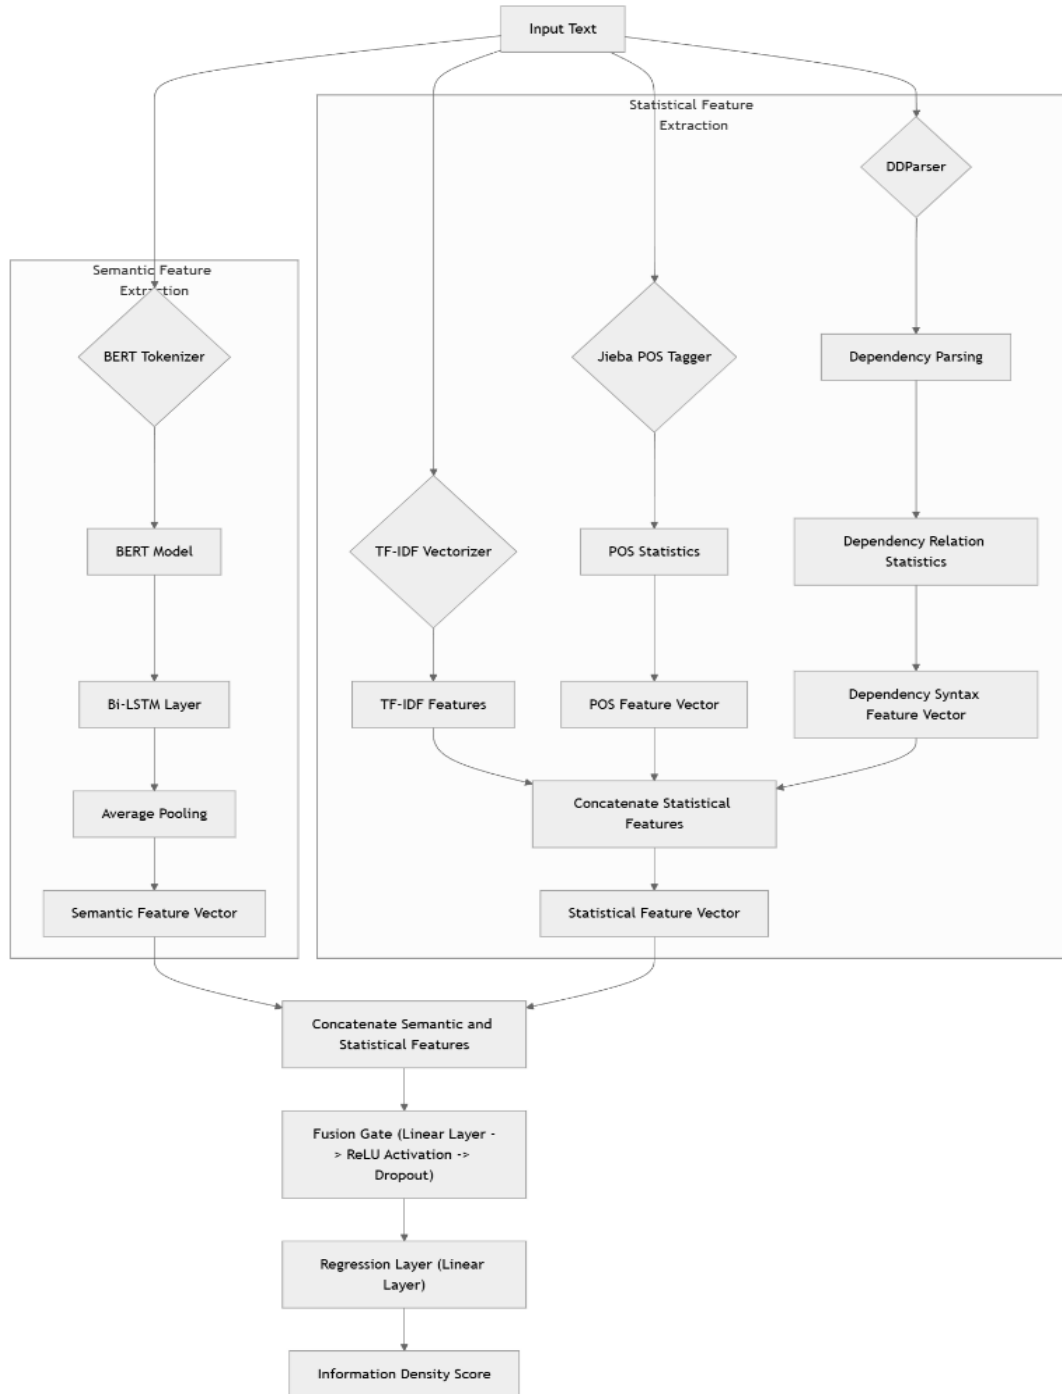 Input Text
Statistical Feature
Extraction
DDParser
Semantic Feature
Extraction
BERT Tokenizer
Jieba POS Tagger
Dependency Parsing
BERT Model
TF-IDF Vectorizer
POS Statistics
Dependency Relation
Statistics
Bi-LSTM Layer
TF-IDF Features
POS Feature Vector
Dependency Syntax
Feature Vector
Average Pooling
Concatenate Statistical
Features
Semantic Feature Vector
Statistical Feature Vector
Concatenate Semantic and
Statistical Features
Fusion Gate (Linear Layer -
-> ReLU Activation ->
Dropout)
Regression Layer (Linear
Layer)
Information Density Score